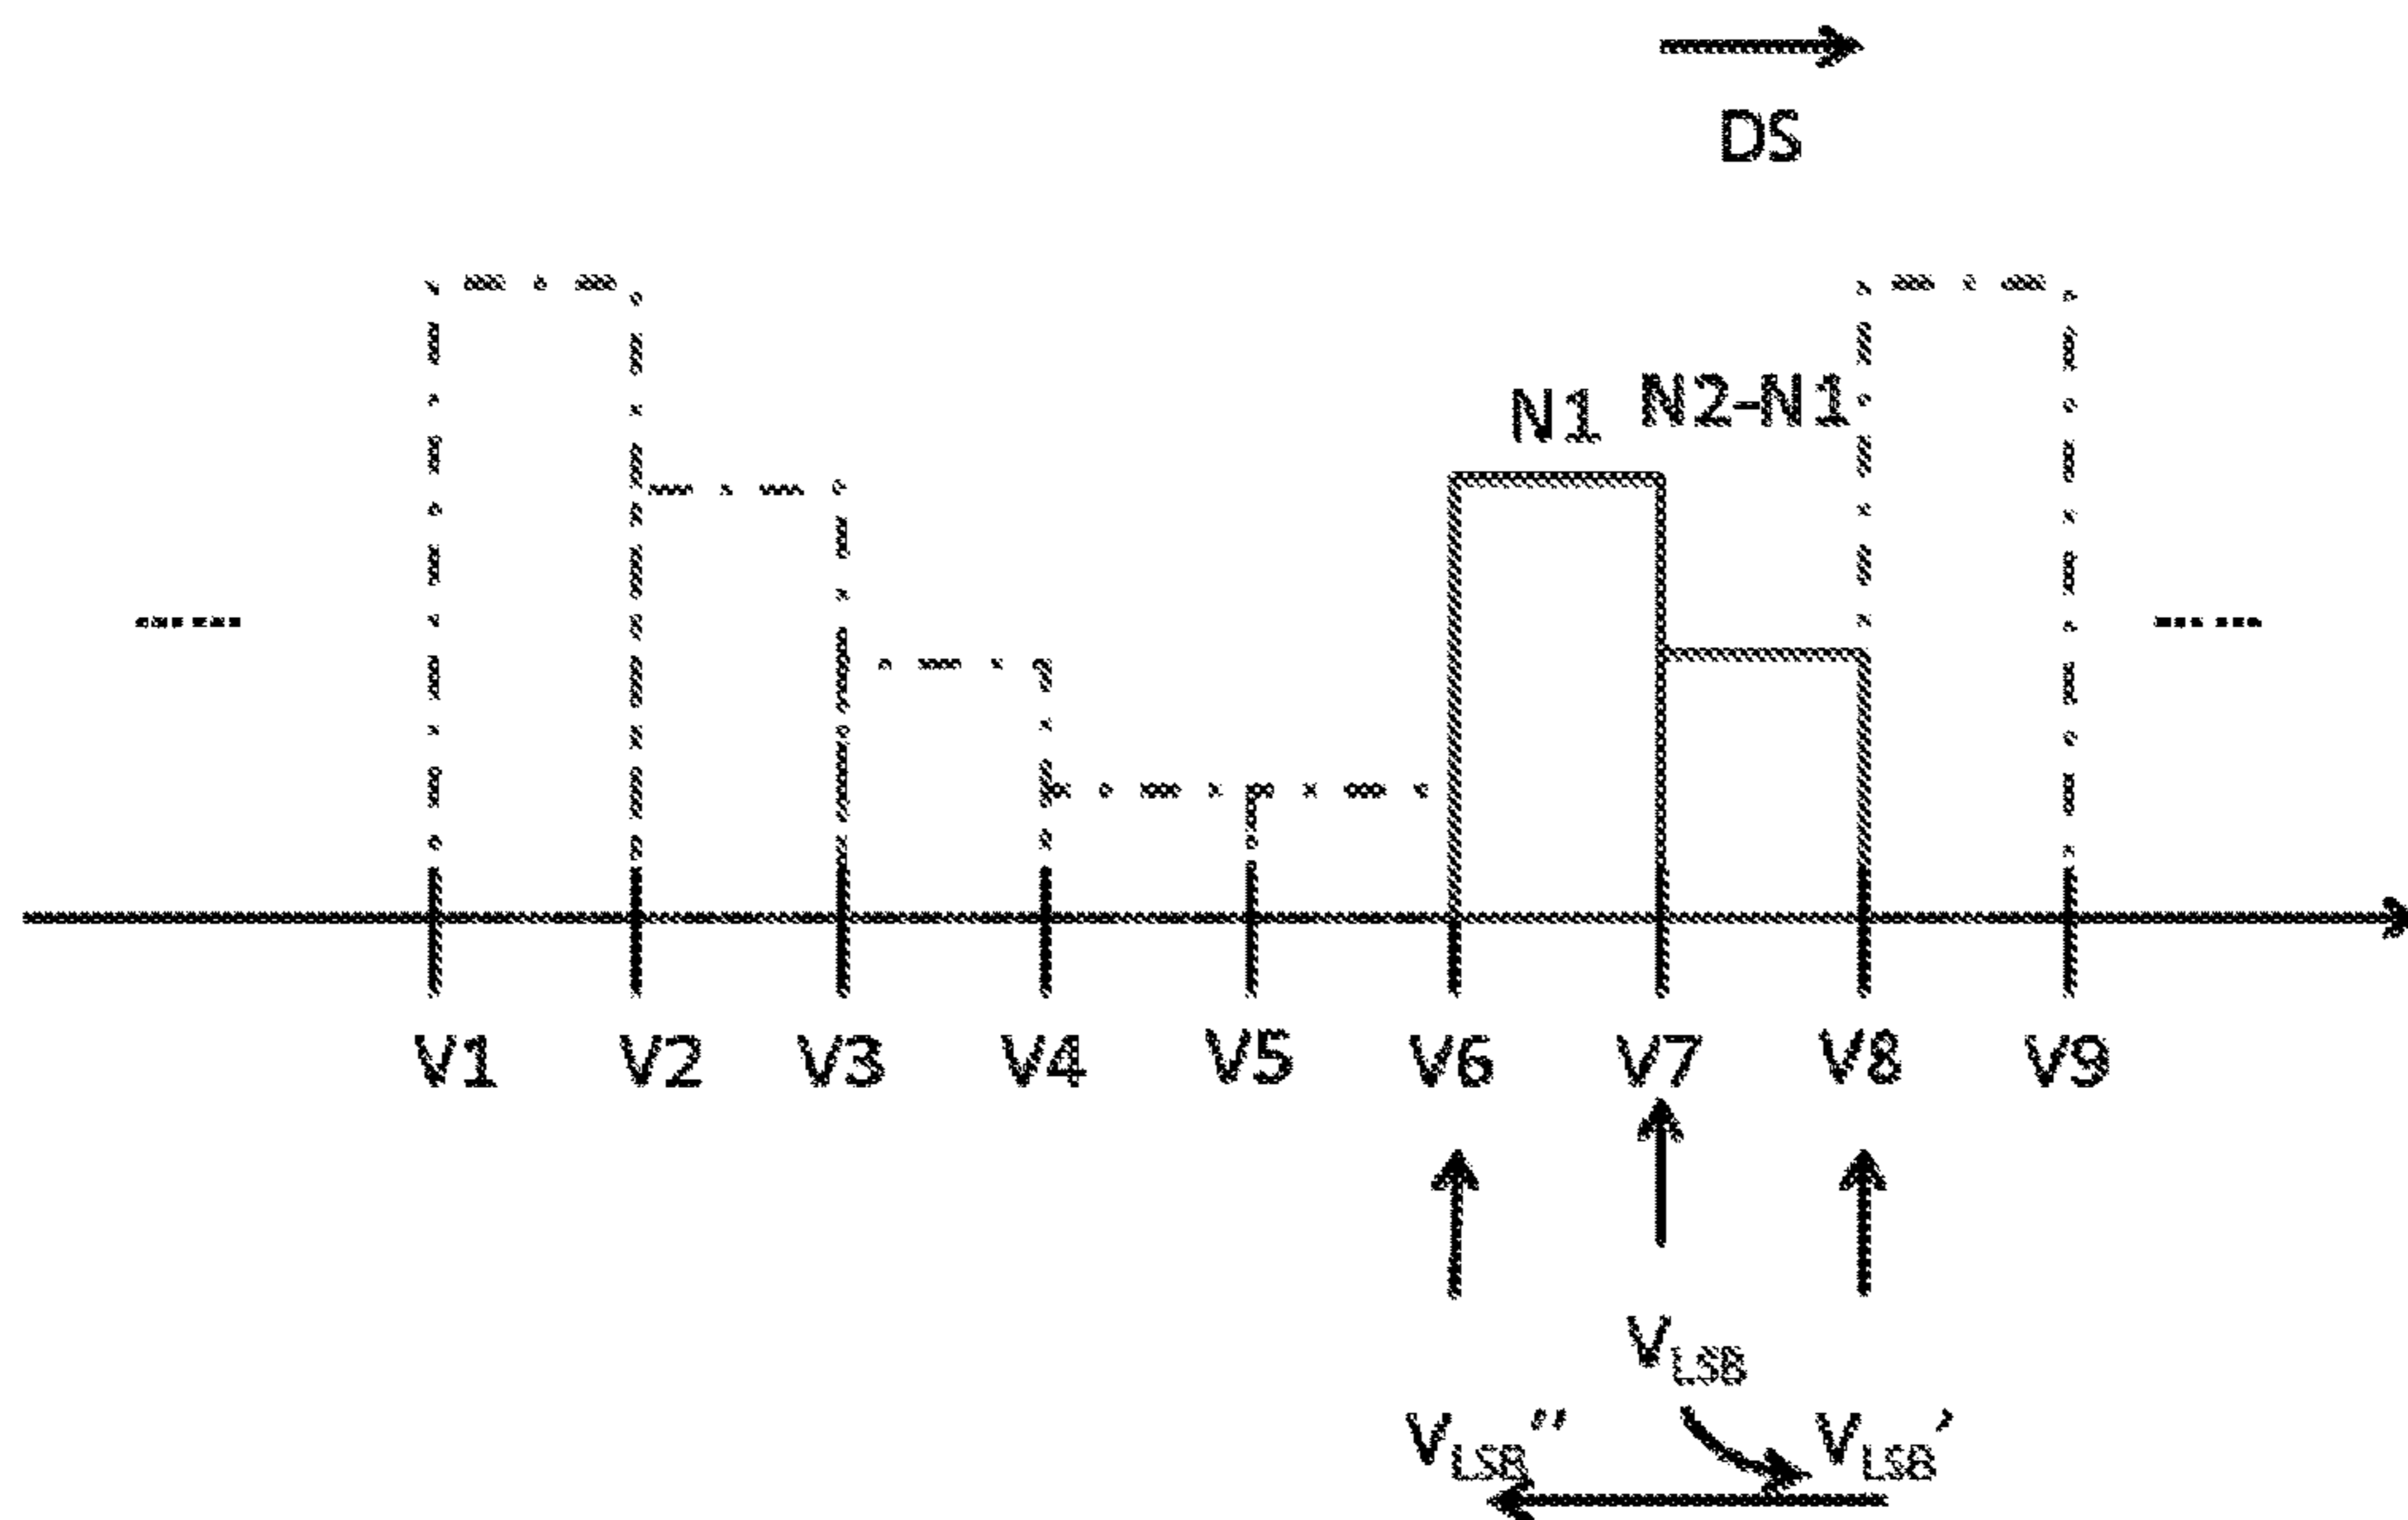 DS
N1 N2-N1
V1 V2 V3 V4 V5 V6 V7 V8 V9
VLSB
VLSB″ VLSB′